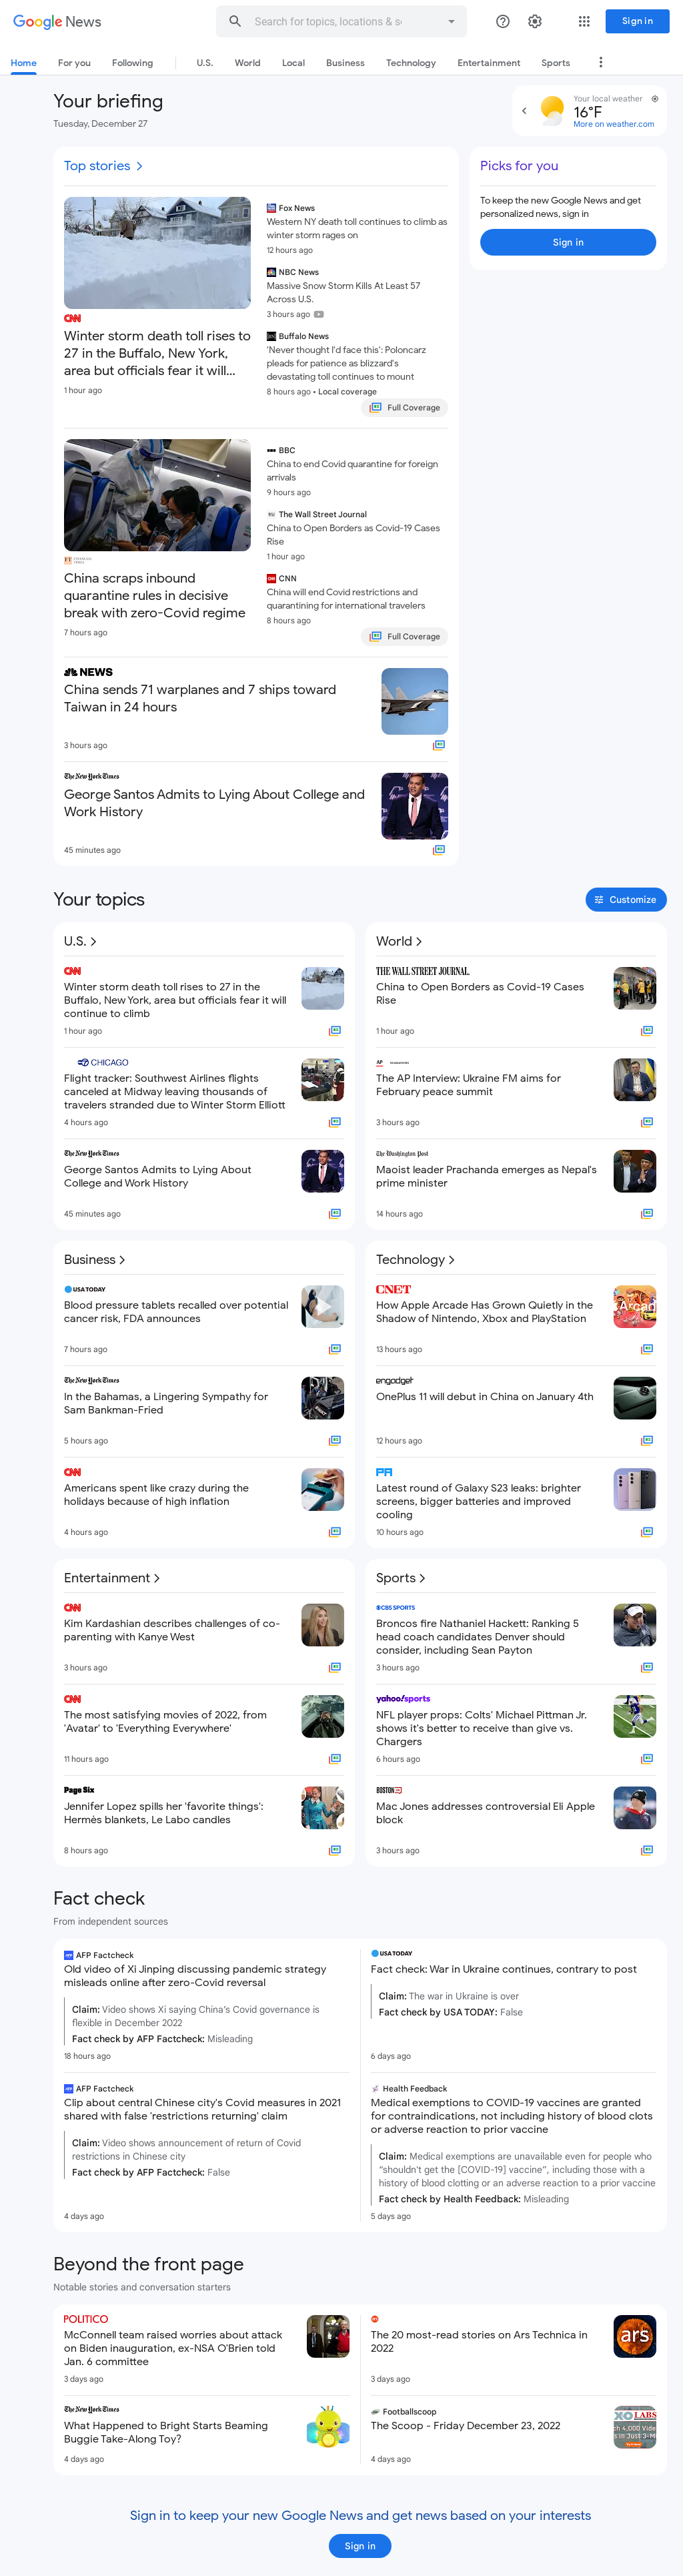 Google News
Search for topics, locations & s
Sign in
Home
For you
Following
U.S.
World
Local
Business
Technology
Entertainment
Sports
Your briefing
Tuesday, December 27
Your local weather
16°F
More on weather.com
Top stories
CNN
Winter storm death toll rises to
27 in the Buffalo, New York,
area but officials fear it will...
1 hour ago
Fox News
Western NY death toll continues to climb as
winter storm rages on
12 hours ago
NBC News
Massive Snow Storm Kills At Least 57
Across U.S.
3 hours ago
Buffalo News
'Never thought I'd face this': Poloncarz
pleads for patience as blizzard's
devastating toll continues to mount
8 hours ago • Local coverage
Full Coverage
FT FINANCIAL
TIMES
China scraps inbound
quarantine rules in decisive
break with zero-Covid regime
7 hours ago
BBC
China to end Covid quarantine for foreign
arrivals
9 hours ago
The Wall Street Journal
China to Open Borders as Covid-19 Cases
Rise
1 hour ago
CNN
China will end Covid restrictions and
quarantining for international travelers
8 hours ago
Full Coverage
NEWS
China sends 71 warplanes and 7 ships toward
Taiwan in 24 hours
3 hours ago
The New York Times
George Santos Admits to Lying About College and
Work History
45 minutes ago
Picks for you
To keep the new Google News and get
personalized news, sign in
Sign in
Your topics
Customize
U.S.
CNN
Winter storm death toll rises to 27 in the
Buffalo, New York, area but officials fear it will
continue to climb
1 hour ago
CHICAGO
Flight tracker: Southwest Airlines flights
canceled at Midway leaving thousands of
travelers stranded due to Winter Storm Elliott
4 hours ago
The New York Times
George Santos Admits to Lying About
College and Work History
45 minutes ago
World
THE WALL STREET JOURNAL.
China to Open Borders as Covid-19 Cases
Rise
1 hour ago
AP
The AP Interview: Ukraine FM aims for
February peace summit
3 hours ago
The Washington Post
Maoist leader Prachanda emerges as Nepal's
prime minister
14 hours ago
Business
USA TODAY
Blood pressure tablets recalled over potential
cancer risk, FDA announces
7 hours ago
The New York Times
In the Bahamas, a Lingering Sympathy for
Sam Bankman-Fried
5 hours ago
CNN
Americans spent like crazy during the
holidays because of high inflation
4 hours ago
Technology
CNET
How Apple Arcade Has Grown Quietly in the
Shadow of Nintendo, Xbox and PlayStation
13 hours ago
engadget
OnePlus 11 will debut in China on January 4th
12 hours ago
PA
Latest round of Galaxy S23 leaks: brighter
screens, bigger batteries and improved
cooling
10 hours ago
Entertainment
CNN
Kim Kardashian describes challenges of co-
parenting with Kanye West
3 hours ago
CNN
The most satisfying movies of 2022, from
'Avatar' to 'Everything Everywhere'
11 hours ago
Page Six
Jennifer Lopez spills her 'favorite things':
Hermès blankets, Le Labo candles
8 hours ago
Sports
CBS SPORTS
Broncos fire Nathaniel Hackett: Ranking 5
head coach candidates Denver should
consider, including Sean Payton
3 hours ago
yahoo!sports
NFL player props: Colts' Michael Pittman Jr.
shows it's better to receive than give vs.
Chargers
6 hours ago
BOSTON
Mac Jones addresses controversial Eli Apple
block
3 hours ago
Fact check
From independent sources
AFP Factcheck
Old video of Xi Jinping discussing pandemic strategy
misleads online after zero-Covid reversal
Claim: Video shows Xi saying China's Covid governance is
flexible in December 2022
Fact check by AFP Factcheck: Misleading
18 hours ago
USA TODAY
Fact check: War in Ukraine continues, contrary to post
Claim: The war in Ukraine is over
Fact check by USA TODAY: False
6 days ago
AFP Factcheck
Clip about central Chinese city's Covid measures in 2021
shared with false 'restrictions returning' claim
Claim: Video shows announcement of return of Covid
restrictions in Chinese city
Fact check by AFP Factcheck: False
4 days ago
Health Feedback
Medical exemptions to COVID-19 vaccines are granted
for contraindications, not including history of blood clots
or adverse reaction to prior vaccine
Claim: Medical exemptions are unavailable even for people who
"shouldn't get the [COVID-19] vaccine", including those with a
history of blood clotting or an adverse reaction to a prior vaccine
Fact check by Health Feedback: Misleading
5 days ago
Beyond the front page
Notable stories and conversation starters
POLITICO
McConnell team raised worries about attack
on Biden inauguration, ex-NSA O'Brien told
Jan. 6 committee
3 days ago
The 20 most-read stories on Ars Technica in
2022
ars
3 days ago
The New York Times
What Happened to Bright Starts Beaming
Buggie Take-Along Toy?
4 days ago
Footballscoop
The Scoop - Friday December 23, 2022
XO LABS
4 days ago
Sign in to keep your new Google News and get news based on your interests
Sign in